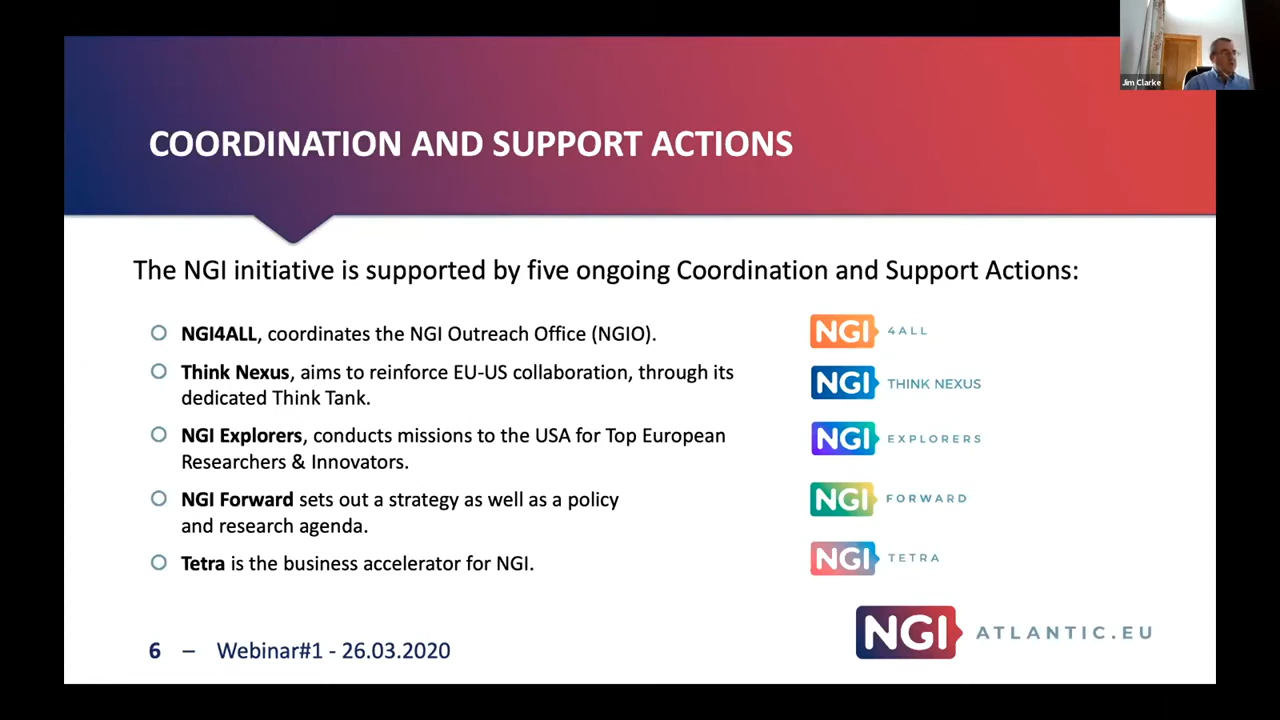 Jim Clarke
COORDINATION AND SUPPORT ACTIONS
The NGI initiative is supported by five ongoing Coordination and Support Actions:
NGI4ALL, coordinates the NGI Outreach Office (NGIO).
Think Nexus, aims to reinforce EU-US collaboration, through its
dedicated Think Tank.
NGI Explorers, conducts missions to the USA for Top European
Researchers & Innovators.
NGI Forward sets out a strategy as well as a policy
and research agenda.
Tetra is the business accelerator for NGI.
NGI 4ALL
NGI THINK NEXUS
NGI EXPLORERS
NGI FORWARD
NGI TETRA
NGI ATLANTIC.EU
6 – Webinar#1 - 26.03.2020